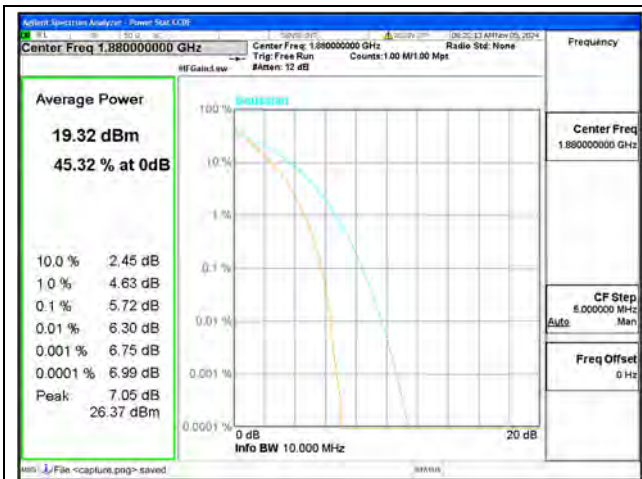 Agilent Spectrum Analyzer - Power Stat CCDF
Center Freq 1.880000000 GHz
Center Freq: 1.880000000 GHz
Radio Std: None
Trig: Free Run
Counts:1.00 M/1.00 Mpt
#IFGain:Low
#Atten: 12 dB
Frequency
Average Power
19.32 dBm
45.32 % at 0dB
10.0 % 2.45 dB
1.0 % 4.63 dB
0.1 % 5.72 dB
0.01 % 6.30 dB
0.001 % 6.75 dB
0.0001 % 6.99 dB
Peak 7.05 dB
26.37 dBm
Gaussian
100 %
10 %
1 %
0.1 %
0.01 %
0.001 %
0.0001 %
0 dB
20 dB
Info BW 10.000 MHz
Center Freq
1.880000000 GHz
CF Step
5.000000 MHz
Auto Man
Freq Offset
0 Hz
MSG File <capture.png> saved
STATUS